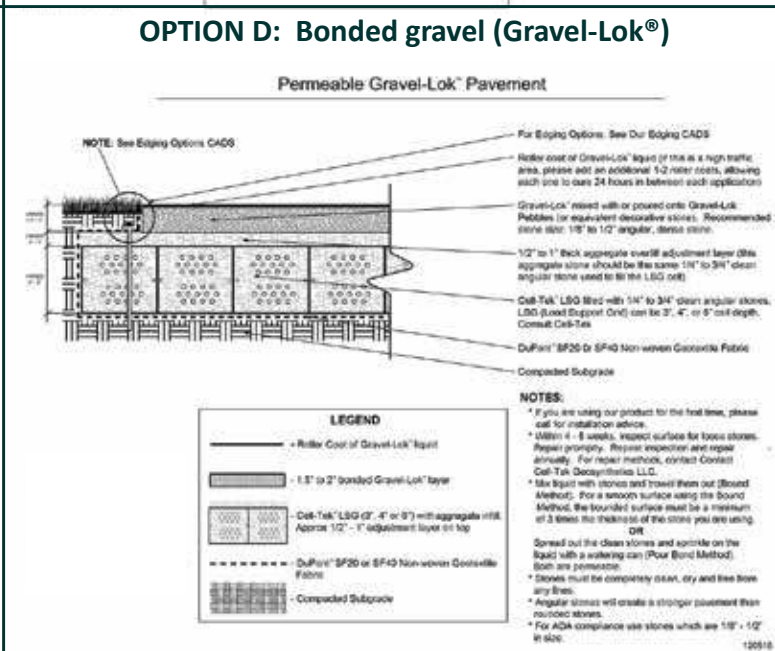 OPTION D: Bonded gravel (Gravel-Lok®)
Permeable Gravel-Lok™ Pavement
NOTE: See Edging Options CADS
For Edging Options: See Our Edging CADS
Roller coat of Gravel-Lok™ liquid (if this is a high traffic
area, please add an additional 1-2 roller coats, allowing
each one to cure 24 hours in between each application)
Gravel-Lok™ mixed with or poured onto Gravel-Lok
Pebbles (or equivalent decorative stones. Recommended
stone size: 1/8" to 1/2" angular, dense stone.
1/2" to 1" thick aggregate overfill adjustment layer (this
aggregate stone should be the same 1/4" to 3/4" clean
angular stone used to fill the LSG cell)
Cell-Tek™ LSG filled with 1/4" to 3/4" clean angular stones.
LSG (Load Support Grid) can be 3", 4", or 6" cell depth.
Consult Cell-Tek
DuPont™ SF20 or SF40 Non-woven Geotextile Fabric
Compacted Subgrade
LEGEND
- Roller Coat of Gravel-Lok™ liquid
- 1.5" to 2" bonded Gravel-Lok™ layer
- Cell-Tek™ LSG (3", 4" or 6") with aggregate infill.
Approx 1/2" - 1" adjustment layer on top
- DuPont™ SF20 or SF40 Non-woven Geotextile
Fabric
- Compacted Subgrade
NOTES:
* If you are using our product for the first time, please
call for installation advice.
* Within 4 - 6 weeks, inspect surface for loose stones.
Repair promptly. Repeat inspection and repair
annually. For repair methods, contact Contact
Cell-Tek Geosynthetics LLC.
* Mix liquid with stones and trowel them out (Bound
Method). For a smooth surface using the Bound
Method, the bounded surface must be a minimum
of 3 times the thickness of the stone you are using.
OR
Spread out the clean stones and sprinkle on the
liquid with a watering can (Pour Bond Method).
Both are permeable.
* Stones must be completely clean, dry and free from
any fines.
* Angular stones will create a stronger pavement than
rounded stones.
* For ADA compliance use stones which are 1/8" - 1/2"
in size.
120518